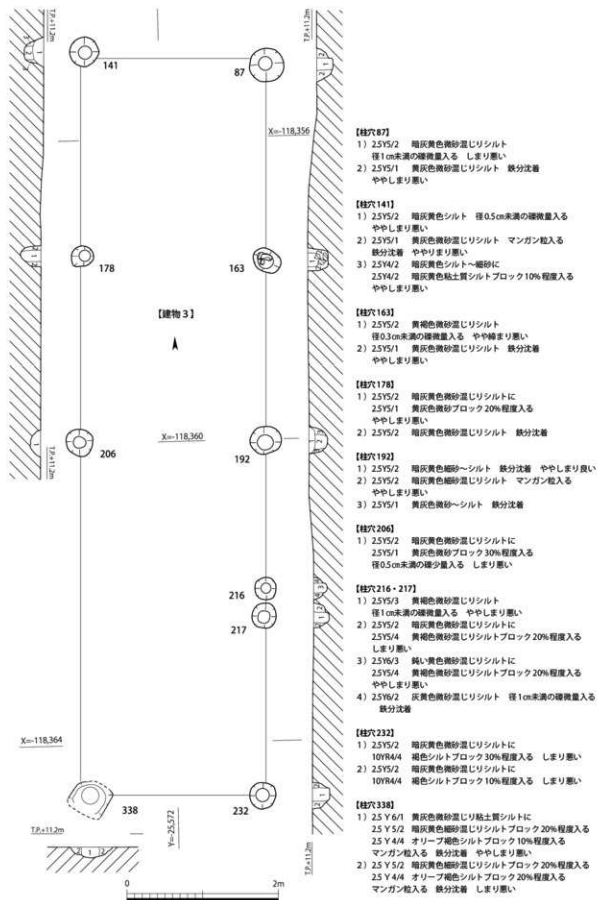 T.P.+11.2m
T.P.+11.2m
141
87
X=-118,356
178
163
【建物3】
206
X=-118,360
192
T.P.+11.2m
216
217
X=-118,364
338
232
T.P.+11.2m
Y=-25,572
T.P.+11.2m
0
2m
【柱穴87】
1）2.5Y5/2　暗灰黄色微砂混じりシルト
径1㎝未満の礫微量入る　しまり悪い
2）2.5Y5/1　黄灰色微砂混じりシルト　鉄分沈着
ややしまり悪い
【柱穴141】
1）2.5Y5/2　暗灰黄色シルト　径0.5㎝未満の礫微量入る
ややしまり悪い
2）2.5Y5/1　黄灰色微砂混じりシルト　マンガン粒入る
鉄分沈着　ややりまり悪い
3）2.5Y4/2　暗灰黄色シルト～細砂に
2.5Y4/2　暗灰黄色粘土質シルトブロック10%程度入る
ややしまり悪い
【柱穴163】
1）2.5Y5/2　黄褐色微砂混じりシルト
径0.3㎝未満の礫微量入る　やや締まり悪い
2）2.5Y5/1　黄灰色微砂混じりシルト　鉄分沈着
ややしまり悪い
【柱穴178】
1）2.5Y5/2　暗灰黄色微砂混じりシルトに
2.5Y5/1　黄灰色微砂ブロック20%程度入る
ややしまり悪い
2）2.5Y5/2　暗灰黄色微砂混じりシルト　鉄分沈着
【柱穴192】
1）2.5Y5/2　暗灰黄色細砂～シルト　鉄分沈着　ややしまり良い
2）2.5Y5/2　暗灰黄色細砂混じりシルト　マンガン粒入る
ややしまり悪い
3）2.5Y5/1　黄灰色微砂～シルト　鉄分沈着
【柱穴206】
1）2.5Y5/2　暗灰黄色微砂混じりシルトに
2.5Y5/1　黄灰色微砂ブロック30%程度入る
径0.5㎝未満の礫少量入る　しまり悪い
【柱穴216・217】
1）2.5Y5/3　黄褐色微砂混じりシルト
径1㎝未満の礫微量入る　ややしまり悪い
2）2.5Y5/2　暗灰黄色微砂混じりシルトに
2.5Y5/4　黄褐色微砂混じりシルトブロック20%程度入る
しまり悪い
3）2.5Y6/3　鈍い黄色微砂混じりシルトに
2.5Y5/4　黄褐色微砂混じりシルトブロック20%程度入る
ややしまり悪い
4）2.5Y6/2　灰黄色微砂混じりシルト　径1㎝未満の礫微量入る
鉄分沈着
【柱穴232】
1）2.5Y5/2　暗灰黄色微砂混じりシルトに
10YR4/4　褐色シルトブロック30%程度入る　しまり悪い
2）2.5Y5/2　暗灰黄色微砂混じりシルトに
10YR4/4　褐色シルトブロック10%程度入る　しまり悪い
【柱穴338】
1）2.5 Y 6/1　黄灰色微砂混じり粘土質シルトに
2.5 Y 5/2　暗灰黄色細砂混じりシルトブロック20%程度入る
2.5 Y 4/4　オリーブ褐色シルトブロック10%程度入る
マンガン粒入る　鉄分沈着　ややしまり悪い
2）2.5 Y 5/2　暗灰黄色細砂混じりシルトブロック20%程度入る
2.5 Y 4/4　オリーブ褐色シルトブロック20%程度入る
マンガン粒入る　鉄分沈着　しまり悪い